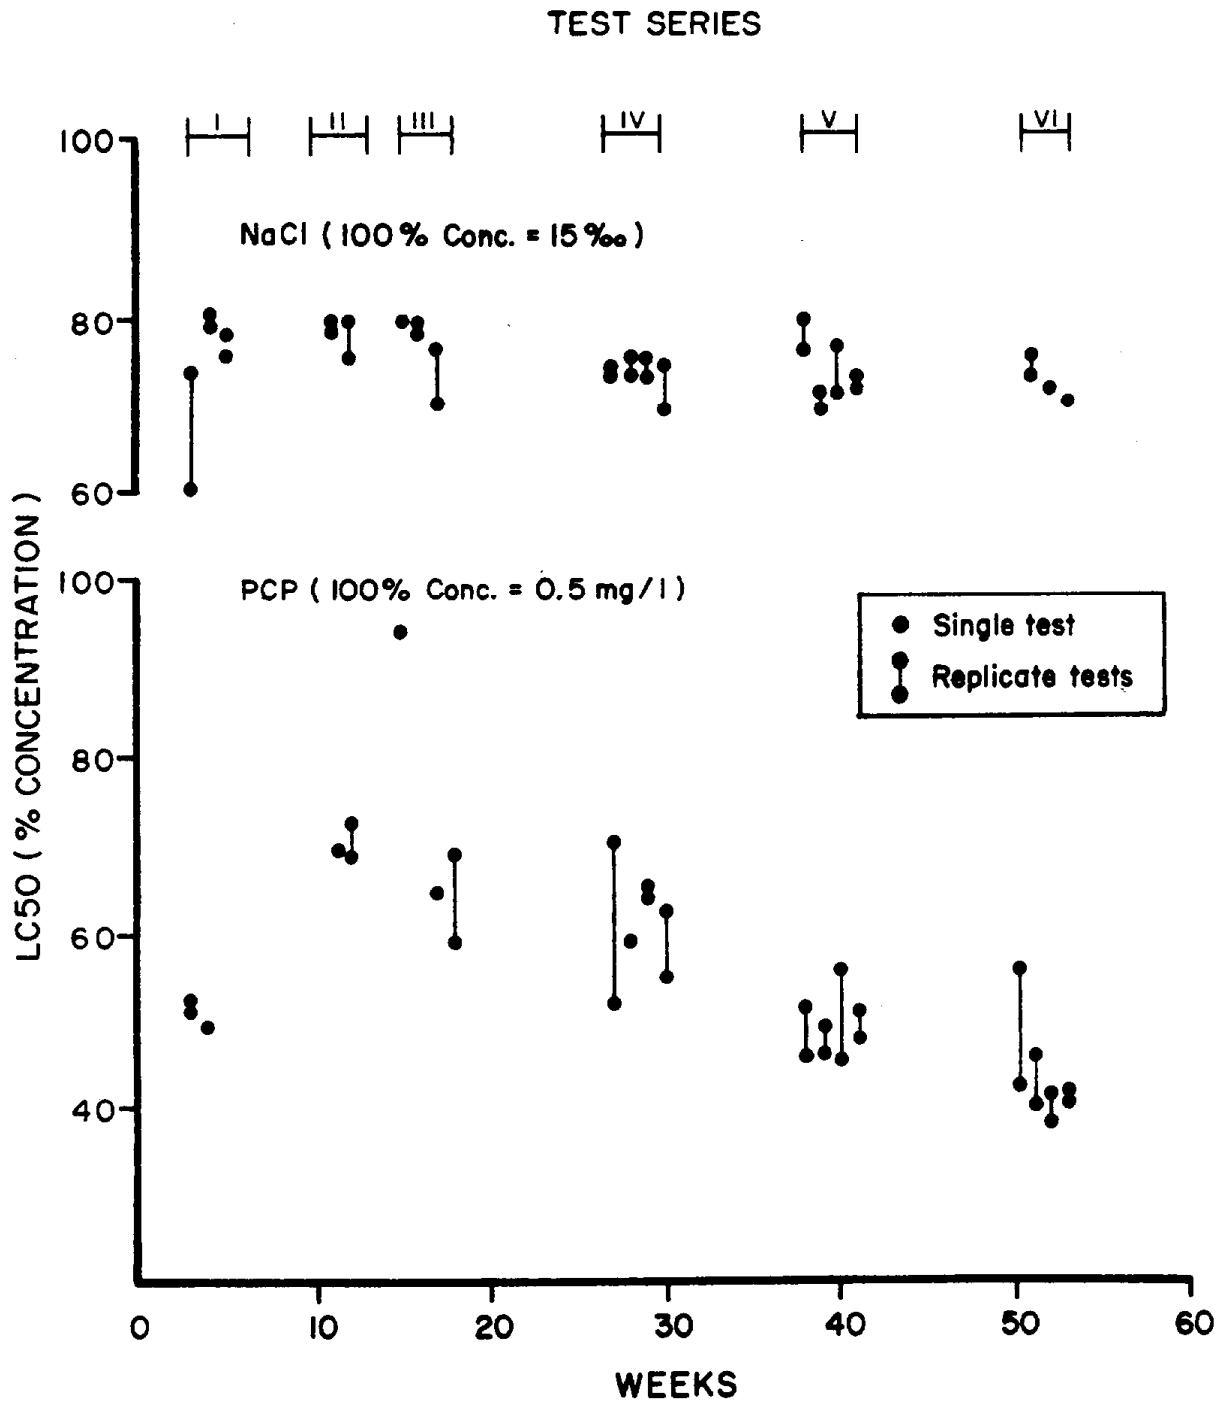 TEST SERIES
I II III IV V VI
100
NaCl (100% Conc. = 15‰)
80
60
LC50 (% CONCENTRATION)
100
PCP (100% Conc. = 0.5 mg/l)
Single test
Replicate tests
80
60
40
0 10 20 30 40 50 60
WEEKS